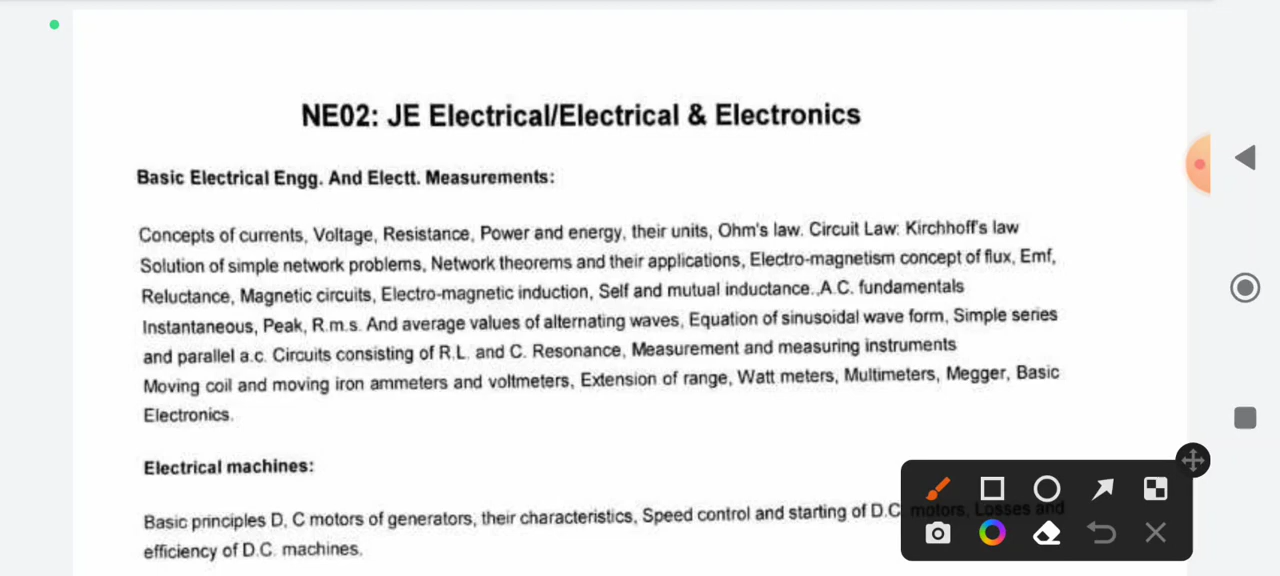 NE02: JE Electrical/Electrical & Electronics
Basic Electrical Engg. And Electt. Measurements:
Concepts of currents, Voltage, Resistance, Power and energy, their units, Ohm's law. Circuit Law: Kirchhoff's law
Solution of simple network problems, Network theorems and their applications, Electro-magnetism concept of flux, Emf,
Reluctance, Magnetic circuits, Electro-magnetic induction, Self and mutual inductance.,A.C. fundamentals
Instantaneous, Peak, R.m.s. And average values of alternating waves, Equation of sinusoidal wave form, Simple series
and parallel a.c. Circuits consisting of R.L. and C. Resonance, Measurement and measuring instruments
Moving coil and moving iron ammeters and voltmeters, Extension of range, Watt meters, Multimeters, Megger, Basic
Electronics.
Electrical machines:
Basic principles D, C motors of generators, their characteristics, Speed control and starting of D.C. motors, Losses and
efficiency of D.C. machines.